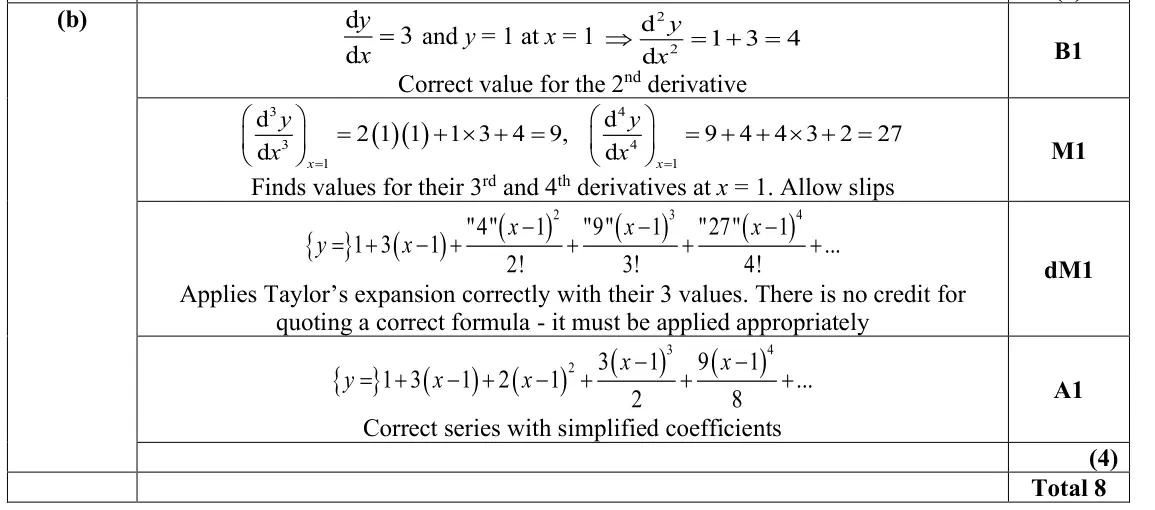 (b)
dy/dx = 3 and y = 1 at x = 1 ⇒ d²y/dx² = 1 + 3 = 4
B1
Correct value for the 2nd derivative
(d³y/dx³)ₓ₌₁ = 2(1)(1) + 1×3 + 4 = 9, (d⁴y/dx⁴)ₓ₌₁ = 9 + 4 + 4×3 + 2 = 27
M1
Finds values for their 3rd and 4th derivatives at x = 1. Allow slips
{y =}1 + 3(x−1) + "4"(x−1)²/2! + "9"(x−1)³/3! + "27"(x−1)⁴/4! + ...
dM1
Applies Taylor’s expansion correctly with their 3 values. There is no credit for
quoting a correct formula - it must be applied appropriately
{y =}1 + 3(x−1) + 2(x−1)² + 3(x−1)³/2 + 9(x−1)⁴/8 + ...
A1
Correct series with simplified coefficients
(4)
Total 8